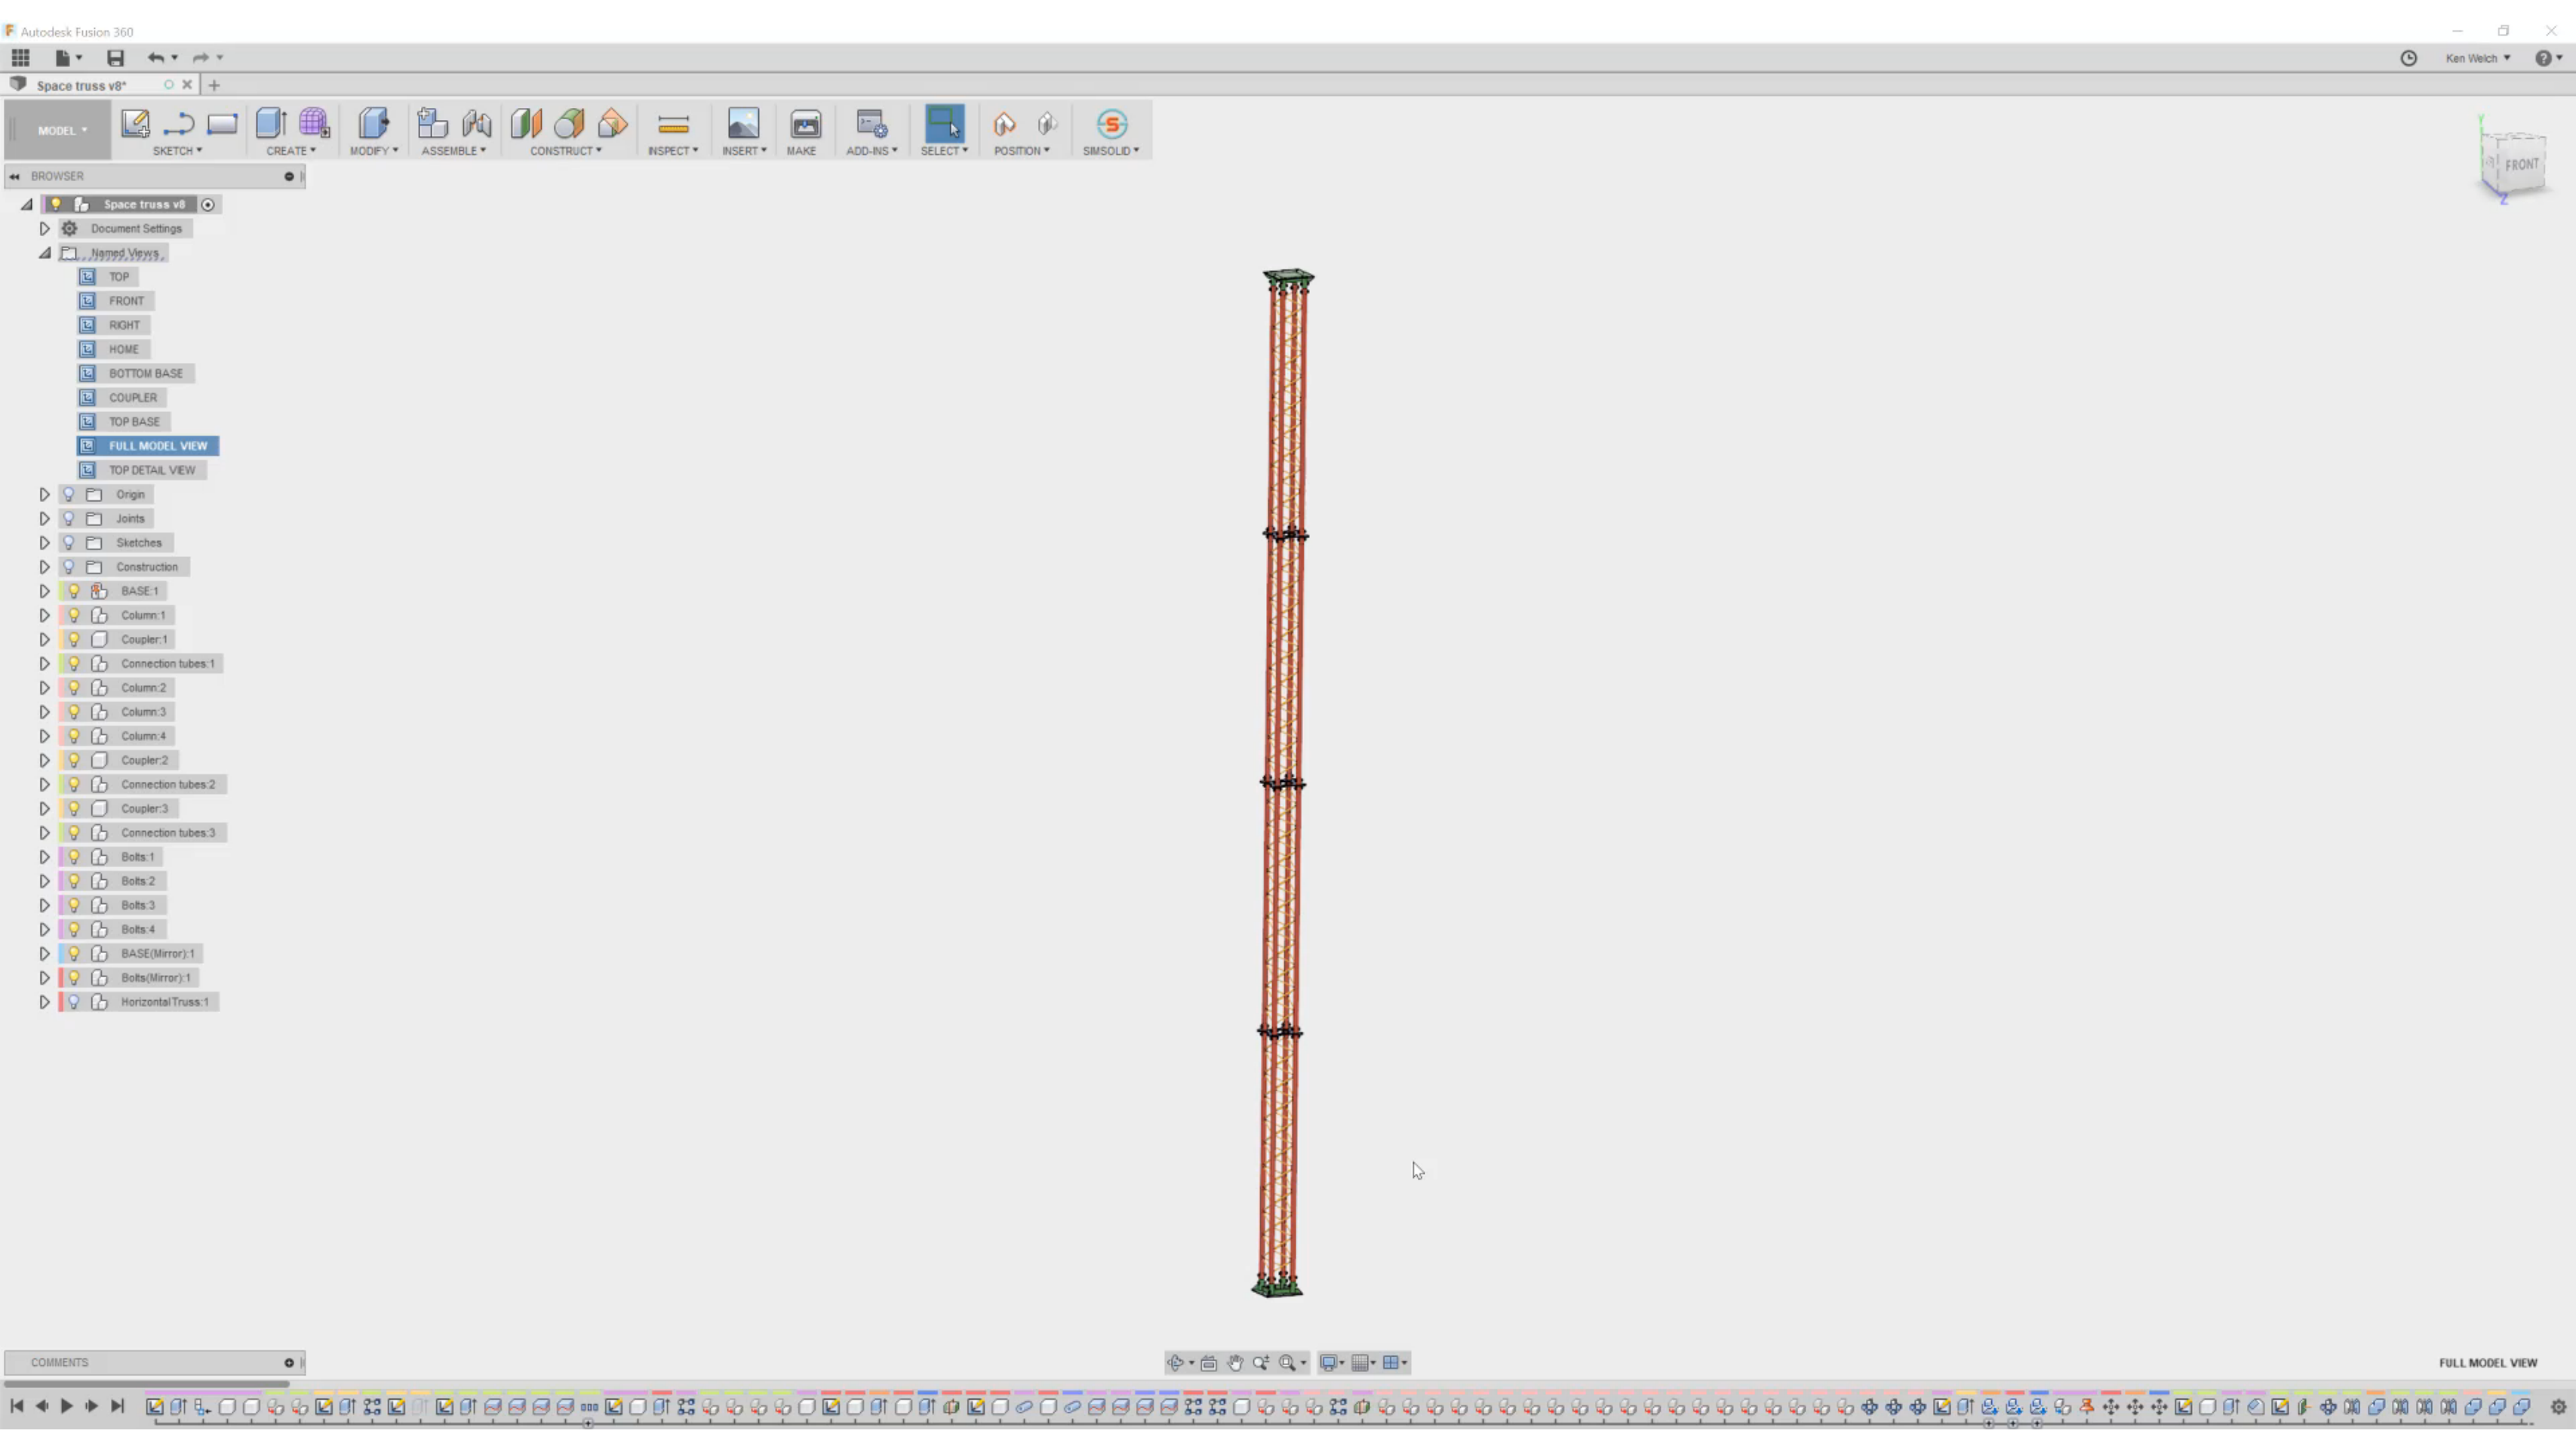 Autodesk Fusion 360
Ken Welch
Space truss v8*
MODEL
SKETCH
CREATE
MODIFY
ASSEMBLE
CONSTRUCT
INSPECT
INSERT
MAKE
ADD-INS
SELECT
POSITION
SIMSOLID
Y
FRONT
Z
BROWSER
Space truss v8
Document Settings
Named Views
TOP
FRONT
RIGHT
HOME
BOTTOM BASE
COUPLER
TOP BASE
FULL MODEL VIEW
TOP DETAIL VIEW
Origin
Joints
Sketches
Construction
BASE:1
Column:1
Coupler:1
Connection tubes:1
Column:2
Column:3
Column:4
Coupler:2
Connection tubes:2
Coupler:3
Connection tubes:3
Bolts:1
Bolts:2
Bolts:3
Bolts:4
BASE(Mirror):1
Bolts(Mirror):1
HorizontalTruss:1
COMMENTS
FULL MODEL VIEW